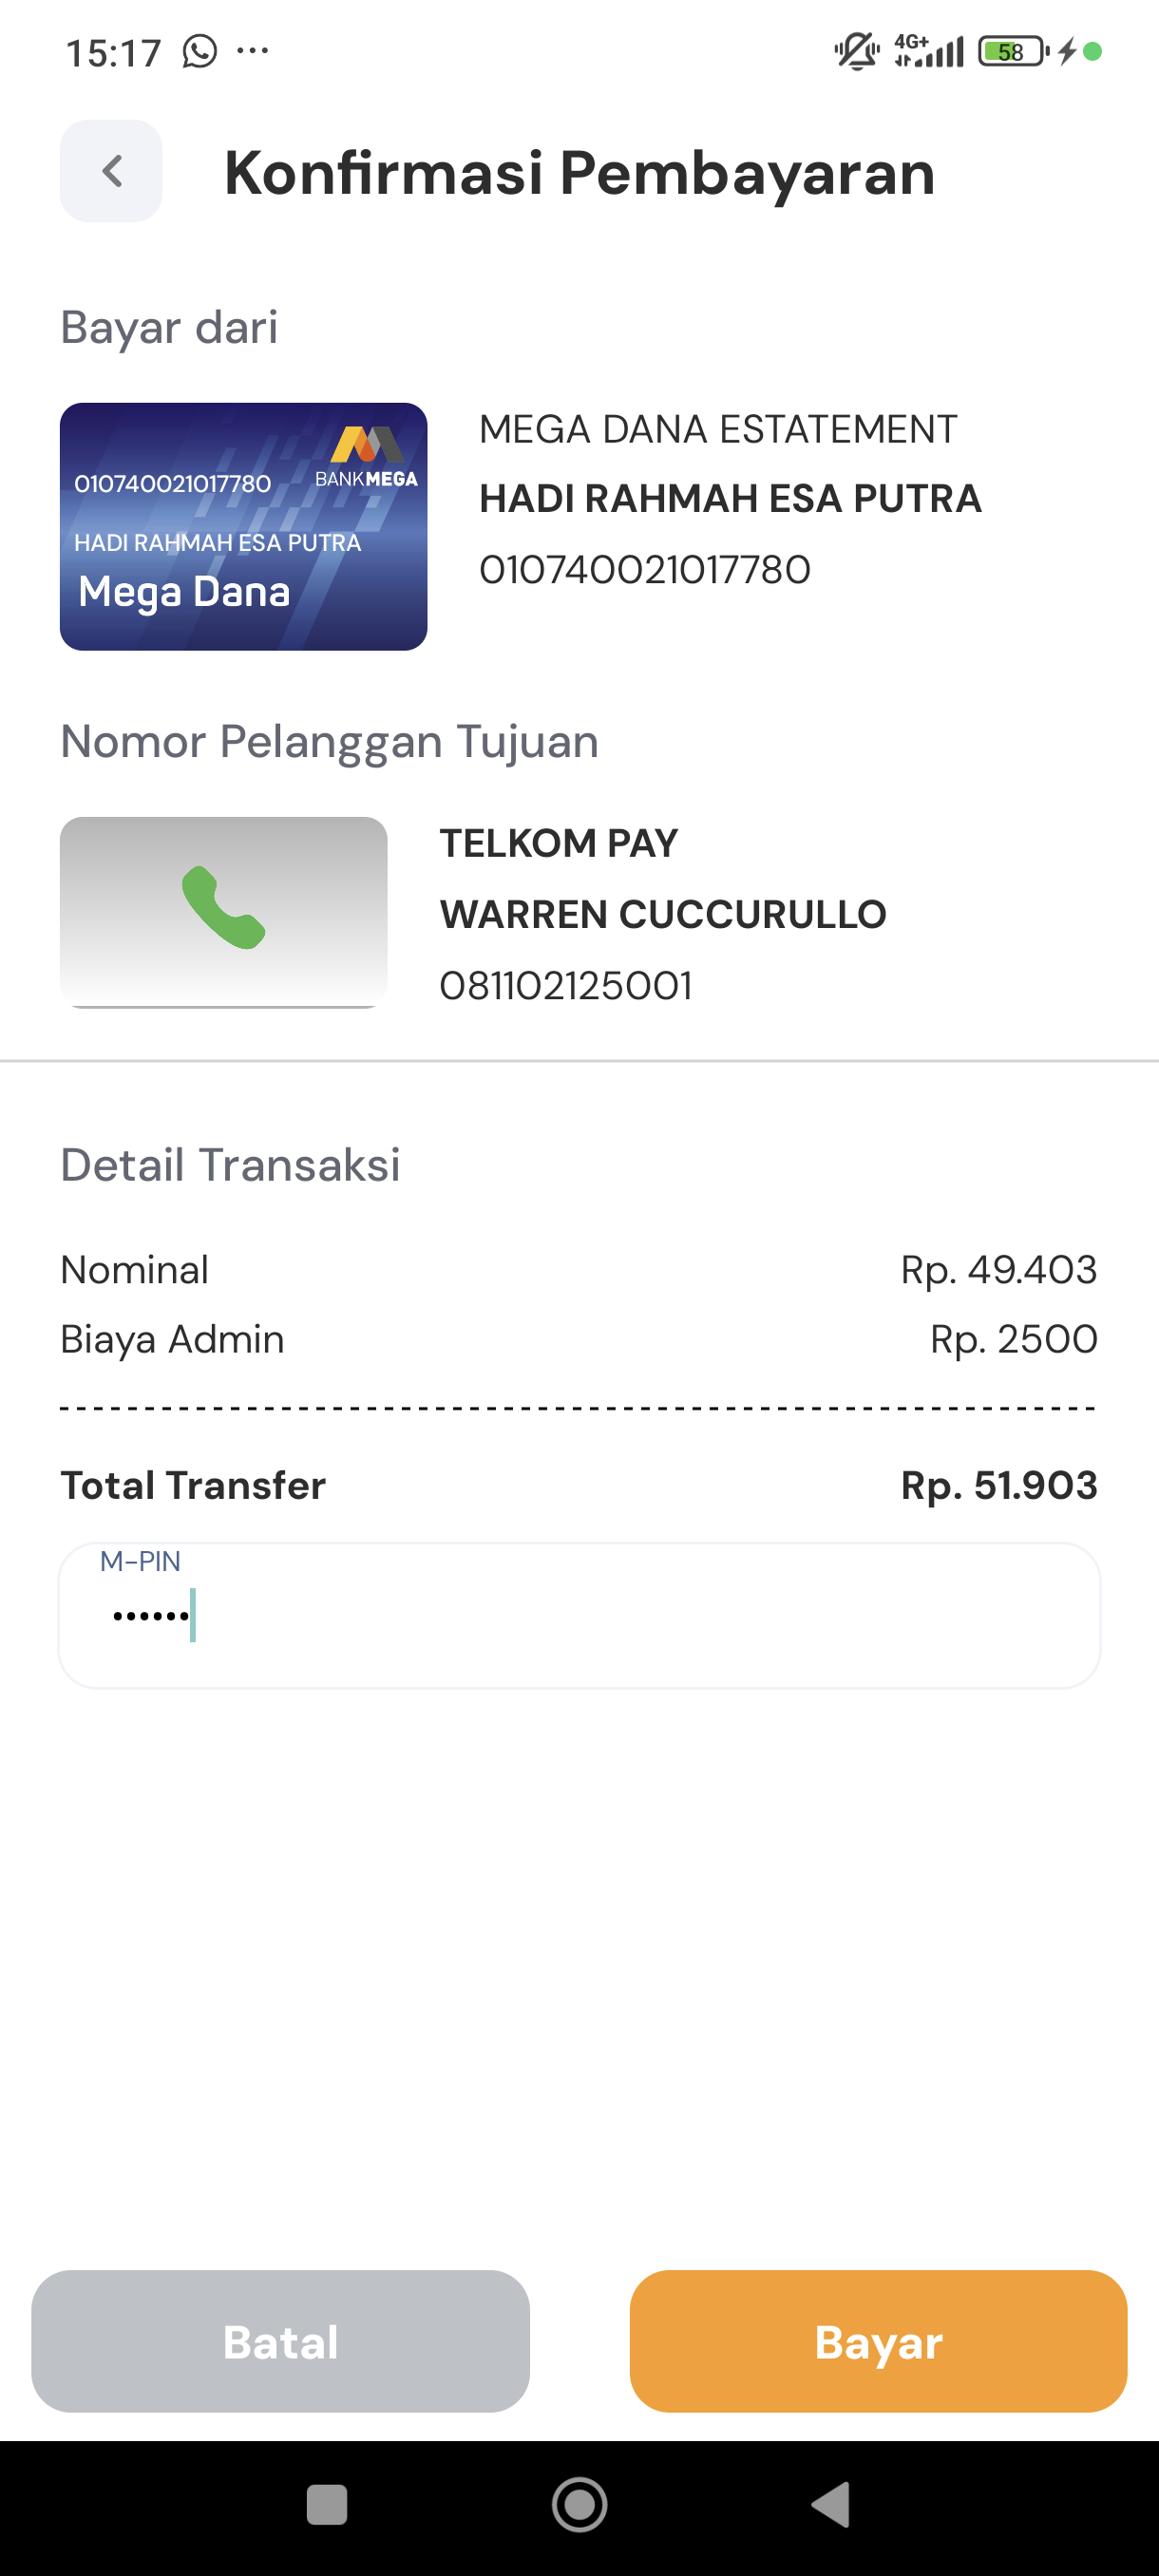 15:17
4G+
58
Konfirmasi Pembayaran
Bayar dari
010740021017780
BANK MEGA
HADI RAHMAH ESA PUTRA
Mega Dana
MEGA DANA ESTATEMENT
HADI RAHMAH ESA PUTRA
010740021017780
Nomor Pelanggan Tujuan
TELKOM PAY
WARREN CUCCURULLO
081102125001
Detail Transaksi
Nominal Rp. 49.403
Biaya Admin Rp. 2500
Total Transfer Rp. 51.903
M-PIN
••••••
Batal
Bayar